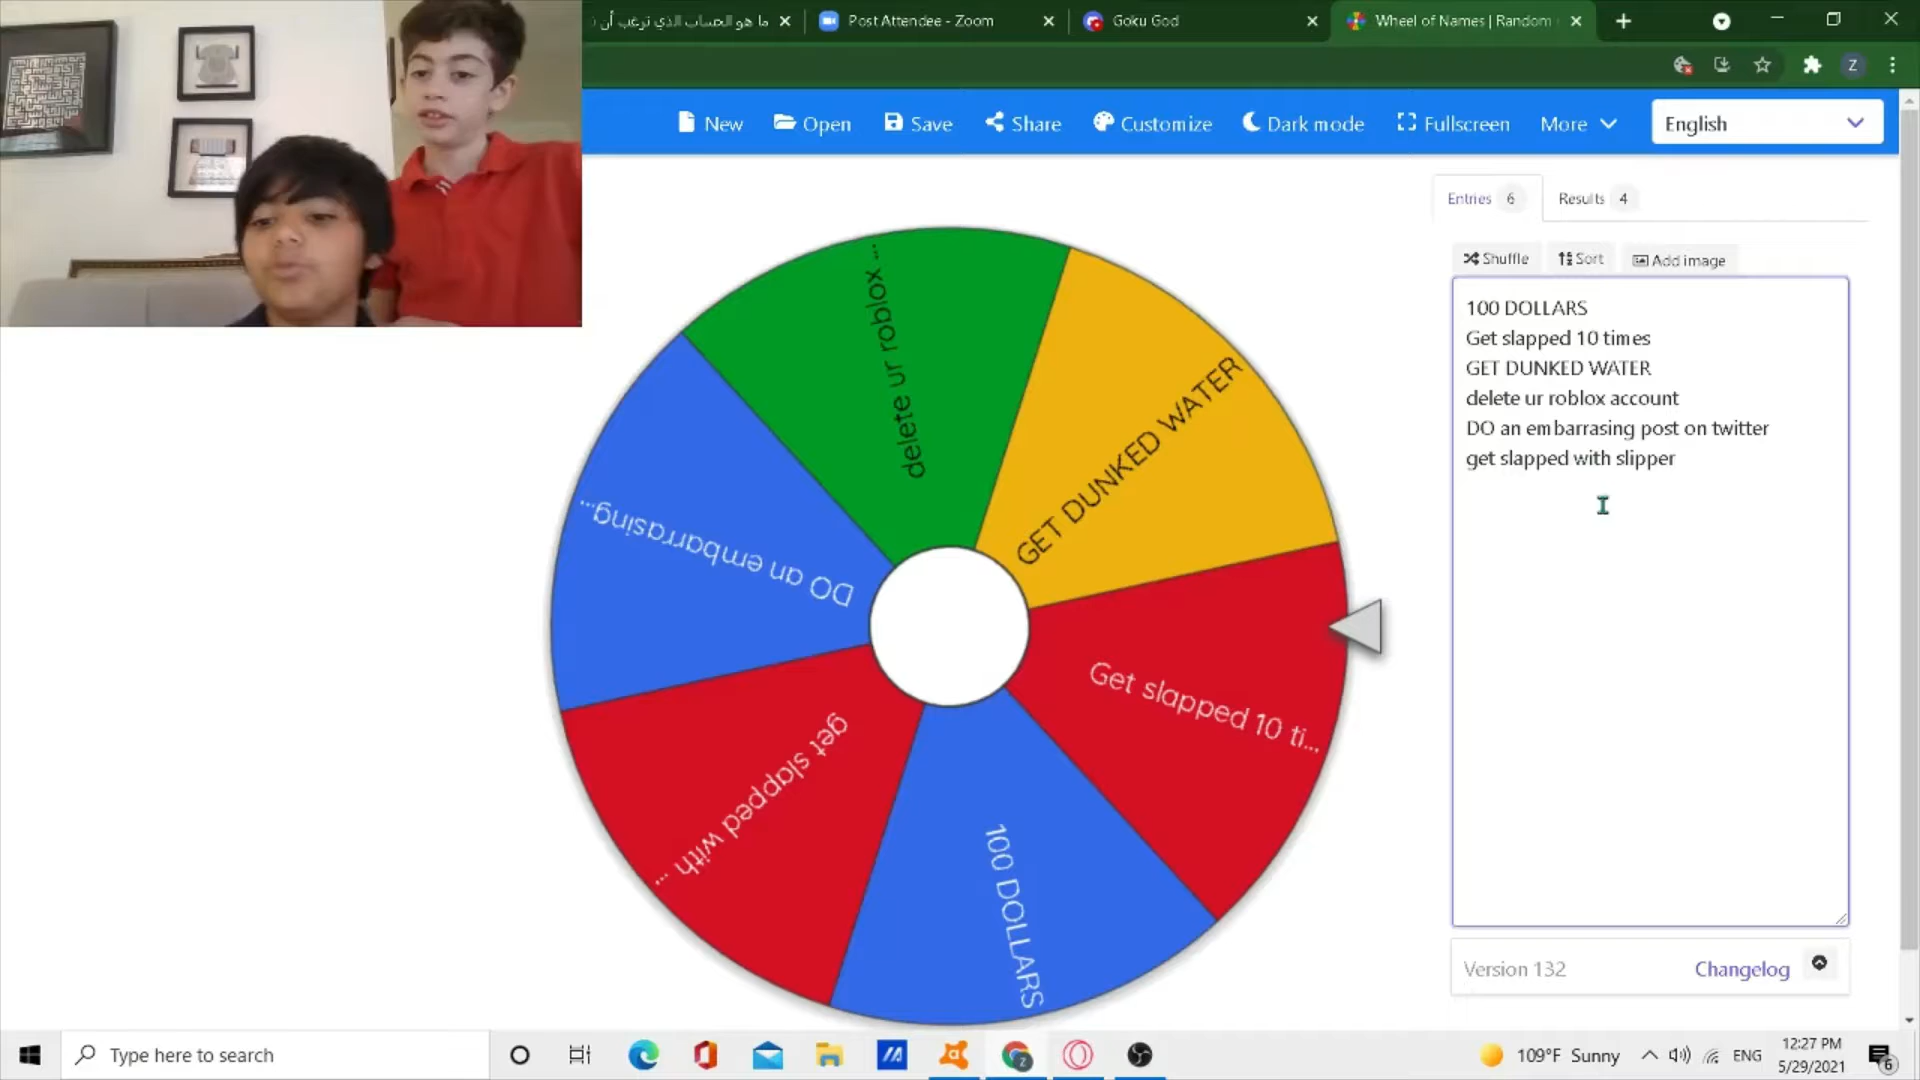 ما هو الحساب الذي ترغب أن ت
Post Attendee - Zoom
Goku God
Wheel of Names | Random
Z
New
Open
Save
Share
Customize
Dark mode
Fullscreen
More
English
Entries 6
Results 4
Shuffle
Sort
Add image
100 DOLLARS
Get slapped 10 times
GET DUNKED WATER
delete ur roblox account
DO an embarrasing post on twitter
get slapped with slipper
delete ur roblox ...
GET DUNKED WATER
DO an embarrasing...
Get slapped 10 ti...
get slapped with ...
100 DOLLARS
Version 132
Changelog
Type here to search
Z
109°F Sunny
ENG
12:27 PM
5/29/2021
6